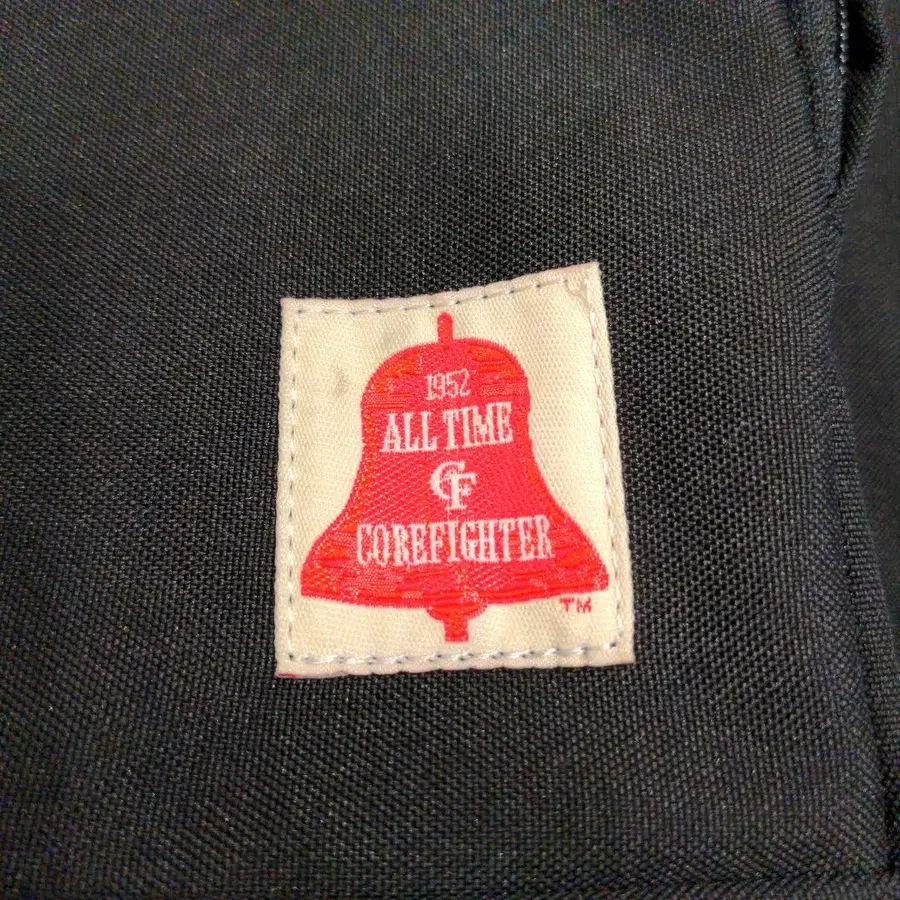 1952
ALL TIME
CF
COREFIGHTER
TM